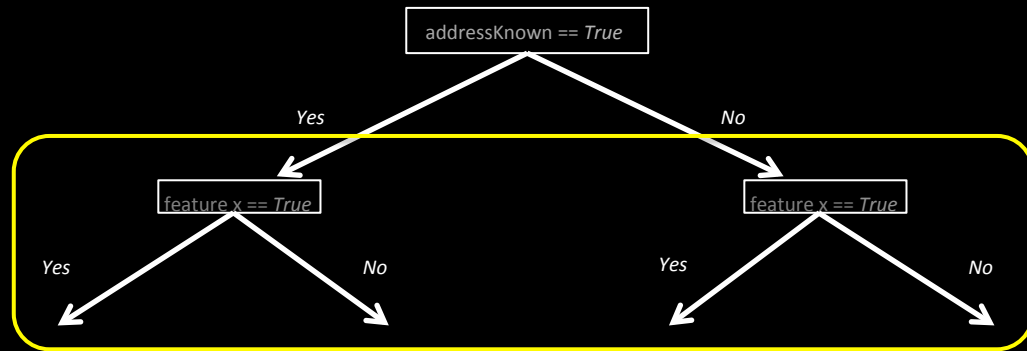 addressKnown == True
Yes
No
feature x == True
feature x == True
Yes
No
Yes
No